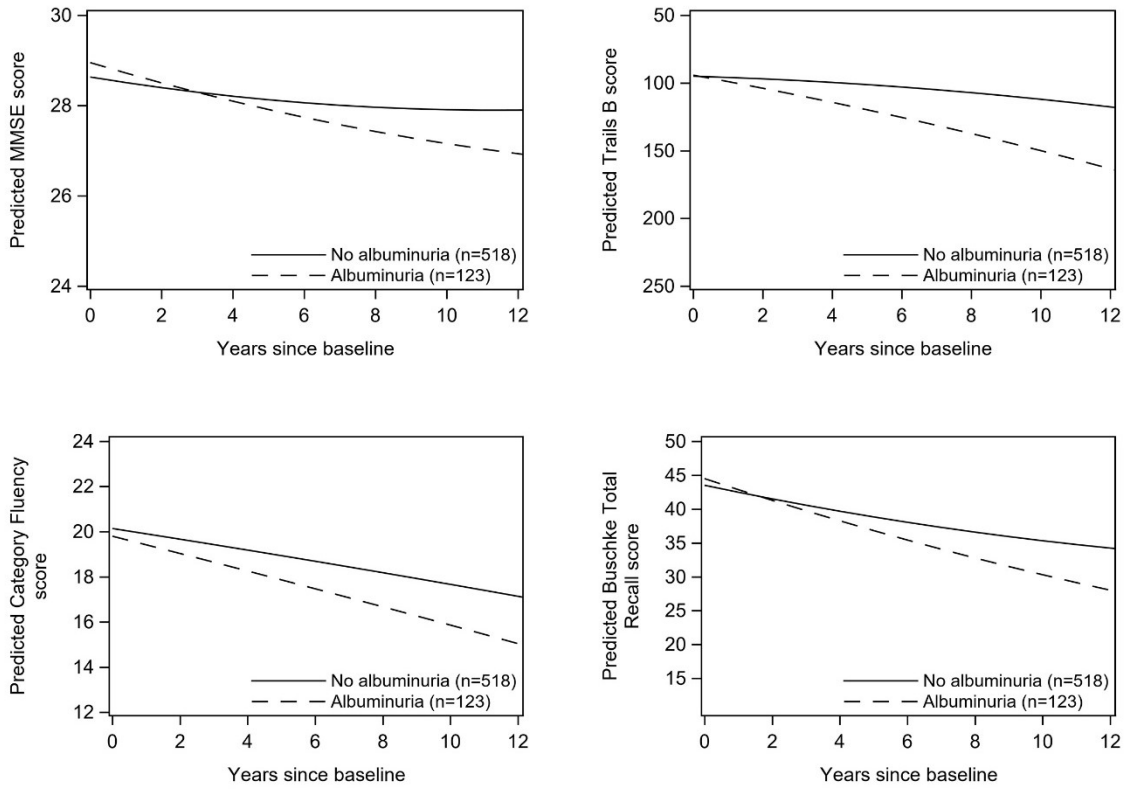 30
28
26
24
Predicted MMSE score
No albuminuria (n=518)
Albuminuria (n=123)
0 2 4 6 8 10 12
Years since baseline
50
100
150
200
250
Predicted Trails B score
No albuminuria (n=518)
Albuminuria (n=123)
0 2 4 6 8 10 12
Years since baseline
24
22
20
18
16
14
12
Predicted Category Fluency
score
No albuminuria (n=518)
Albuminuria (n=123)
0 2 4 6 8 10 12
Years since baseline
50
45
40
35
30
25
20
15
Predicted Buschke Total
Recall score
No albuminuria (n=518)
Albuminuria (n=123)
0 2 4 6 8 10 12
Years since baseline